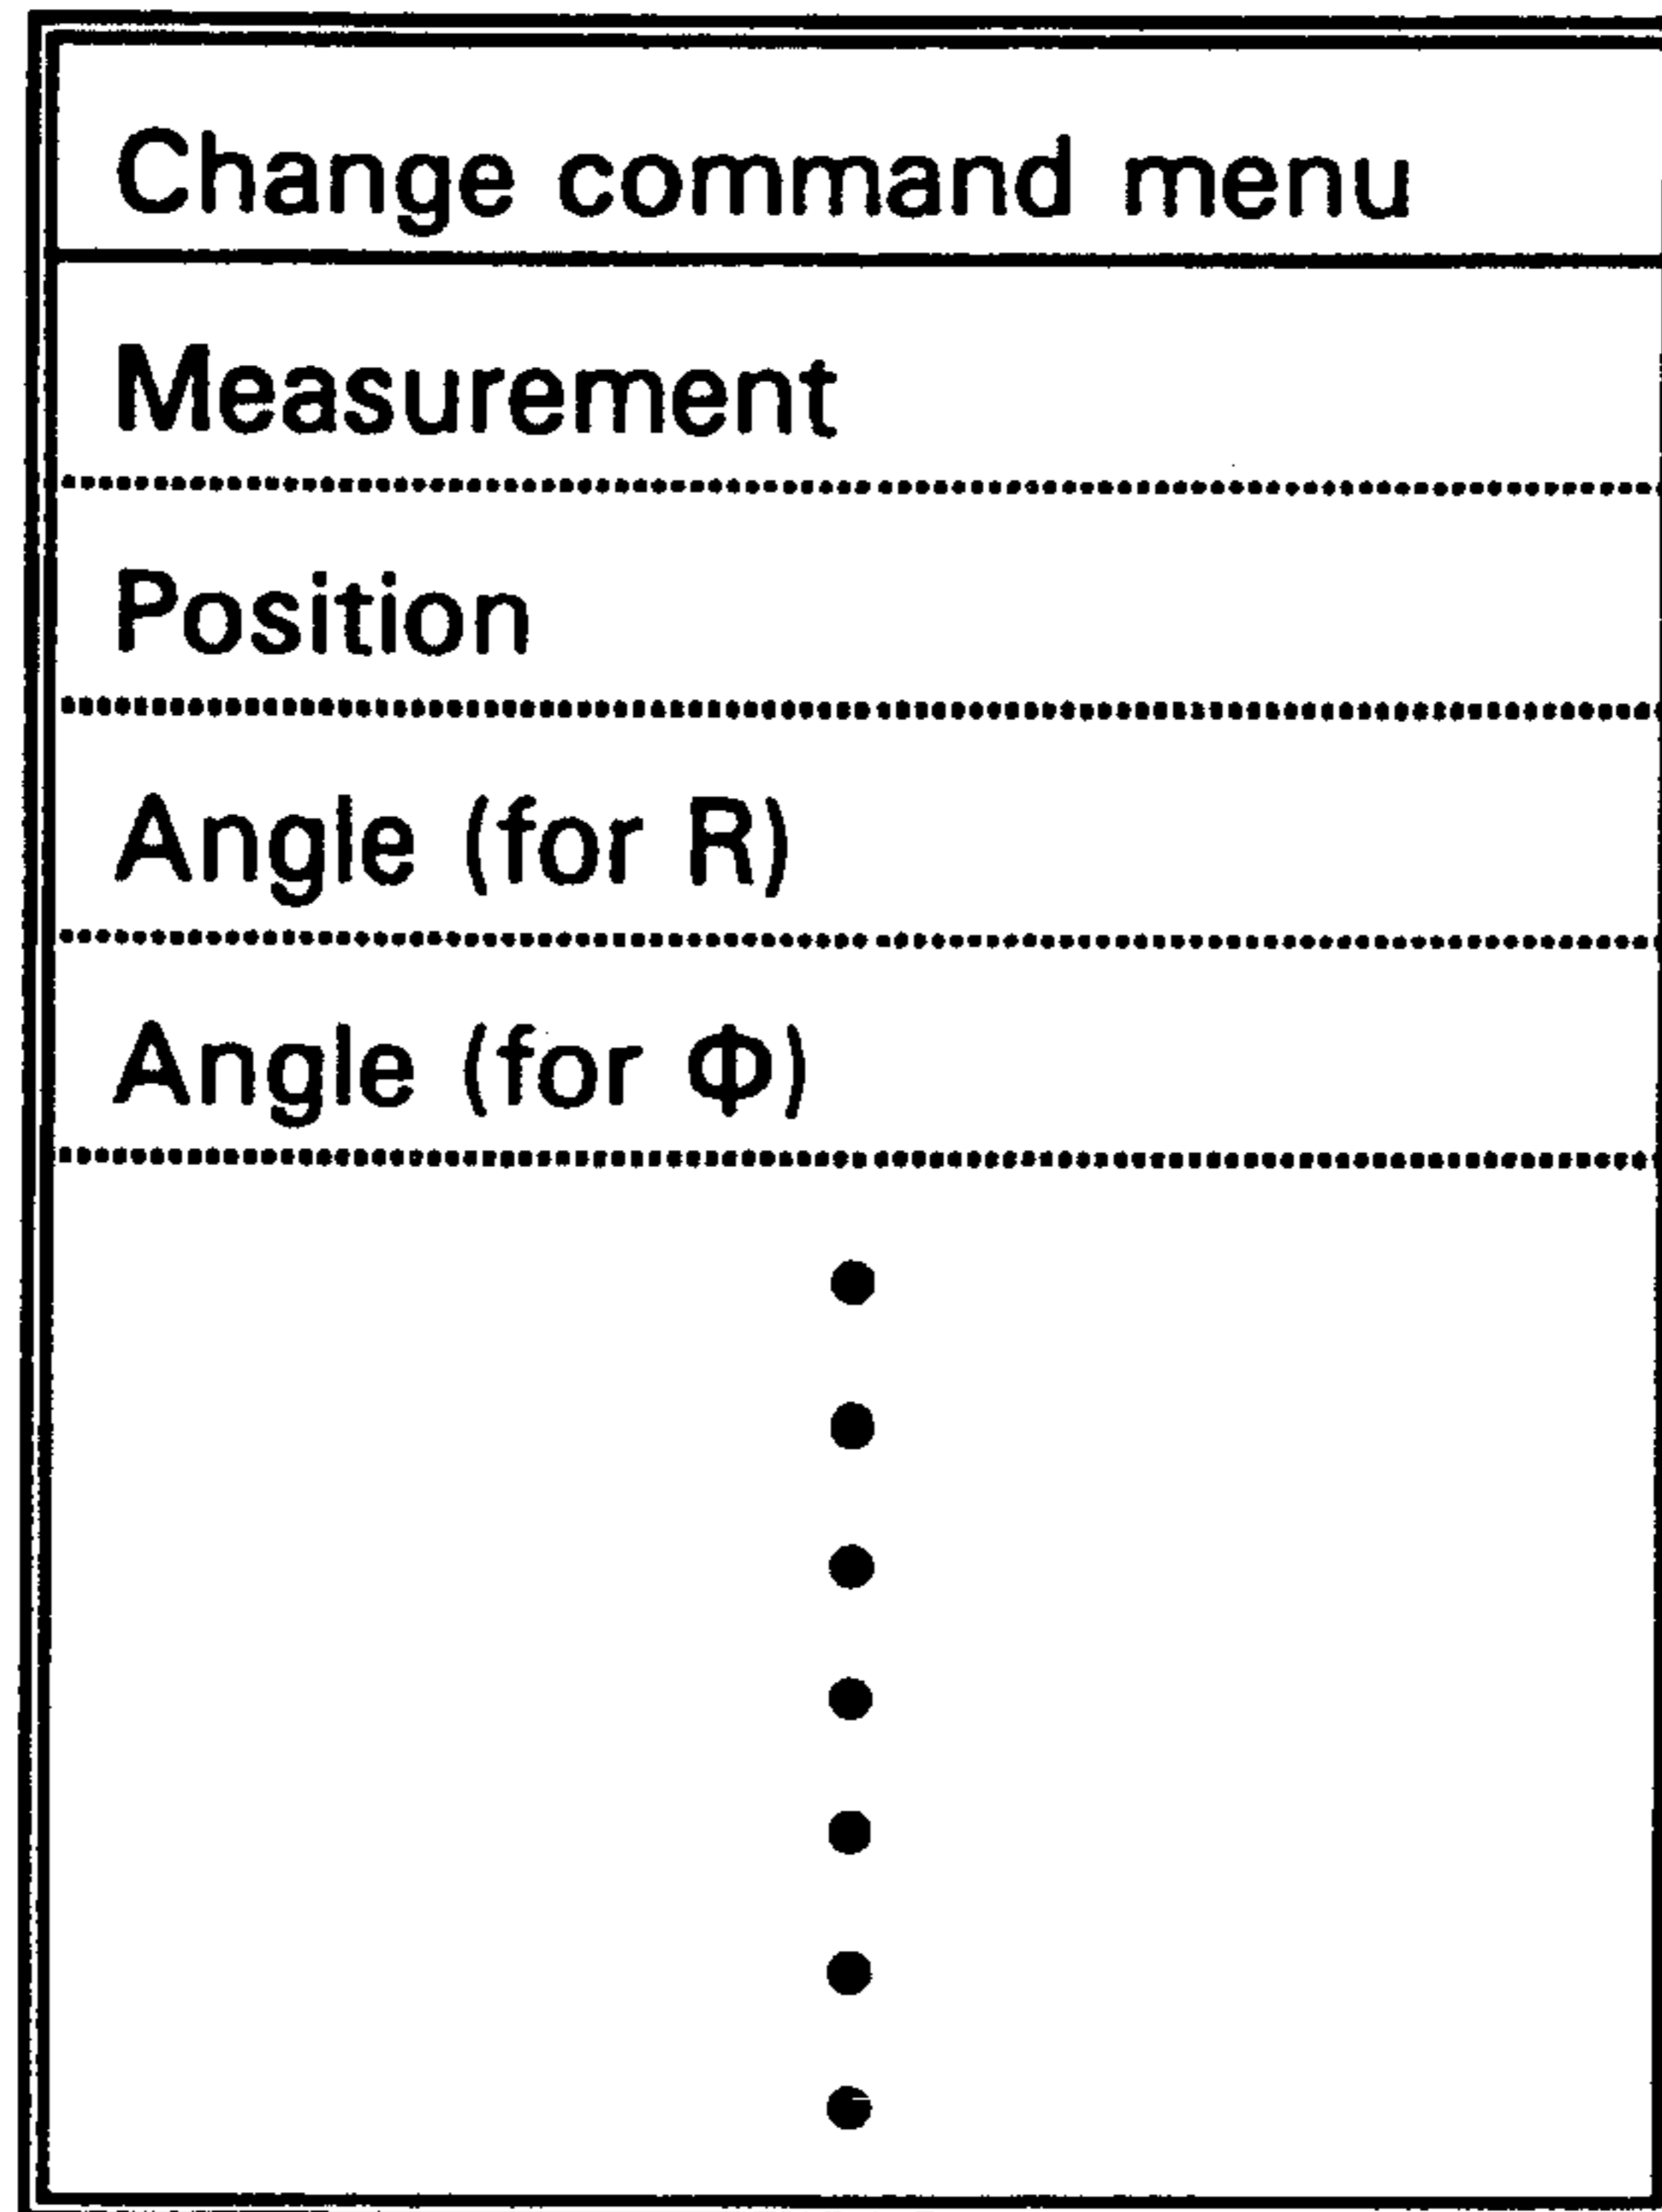 Change command menu
Measurement
Position
Angle (for R)
Angle (for Φ)